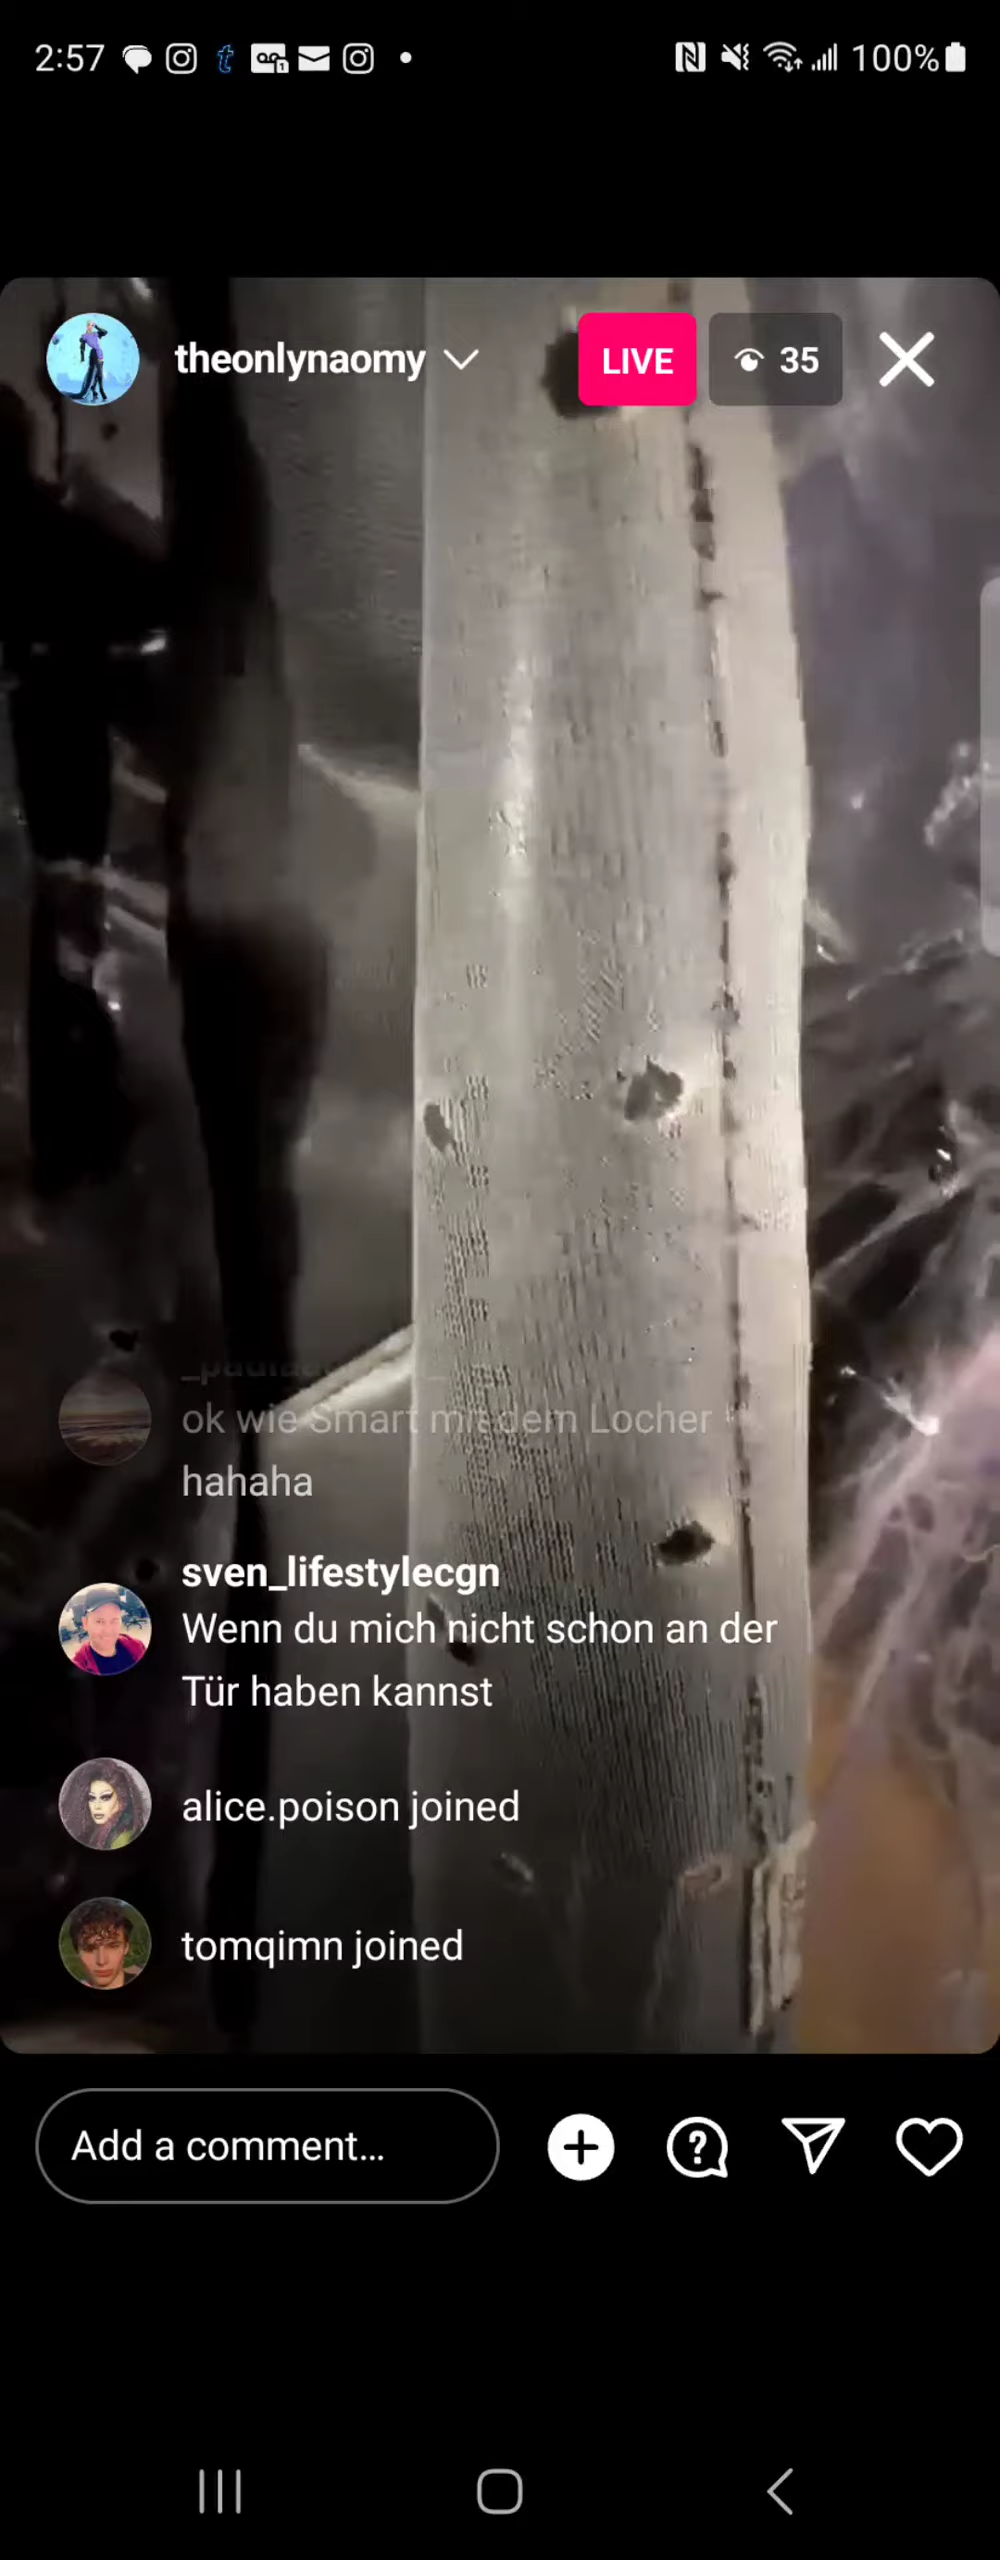 2:57
100%
theonlynaomy
LIVE
35
ok wie Smart mit dem Locher
hahaha
sven_lifestylecgn
Wenn du mich nicht schon an der
Tür haben kannst
alice.poison joined
tomqimn joined
Add a comment...